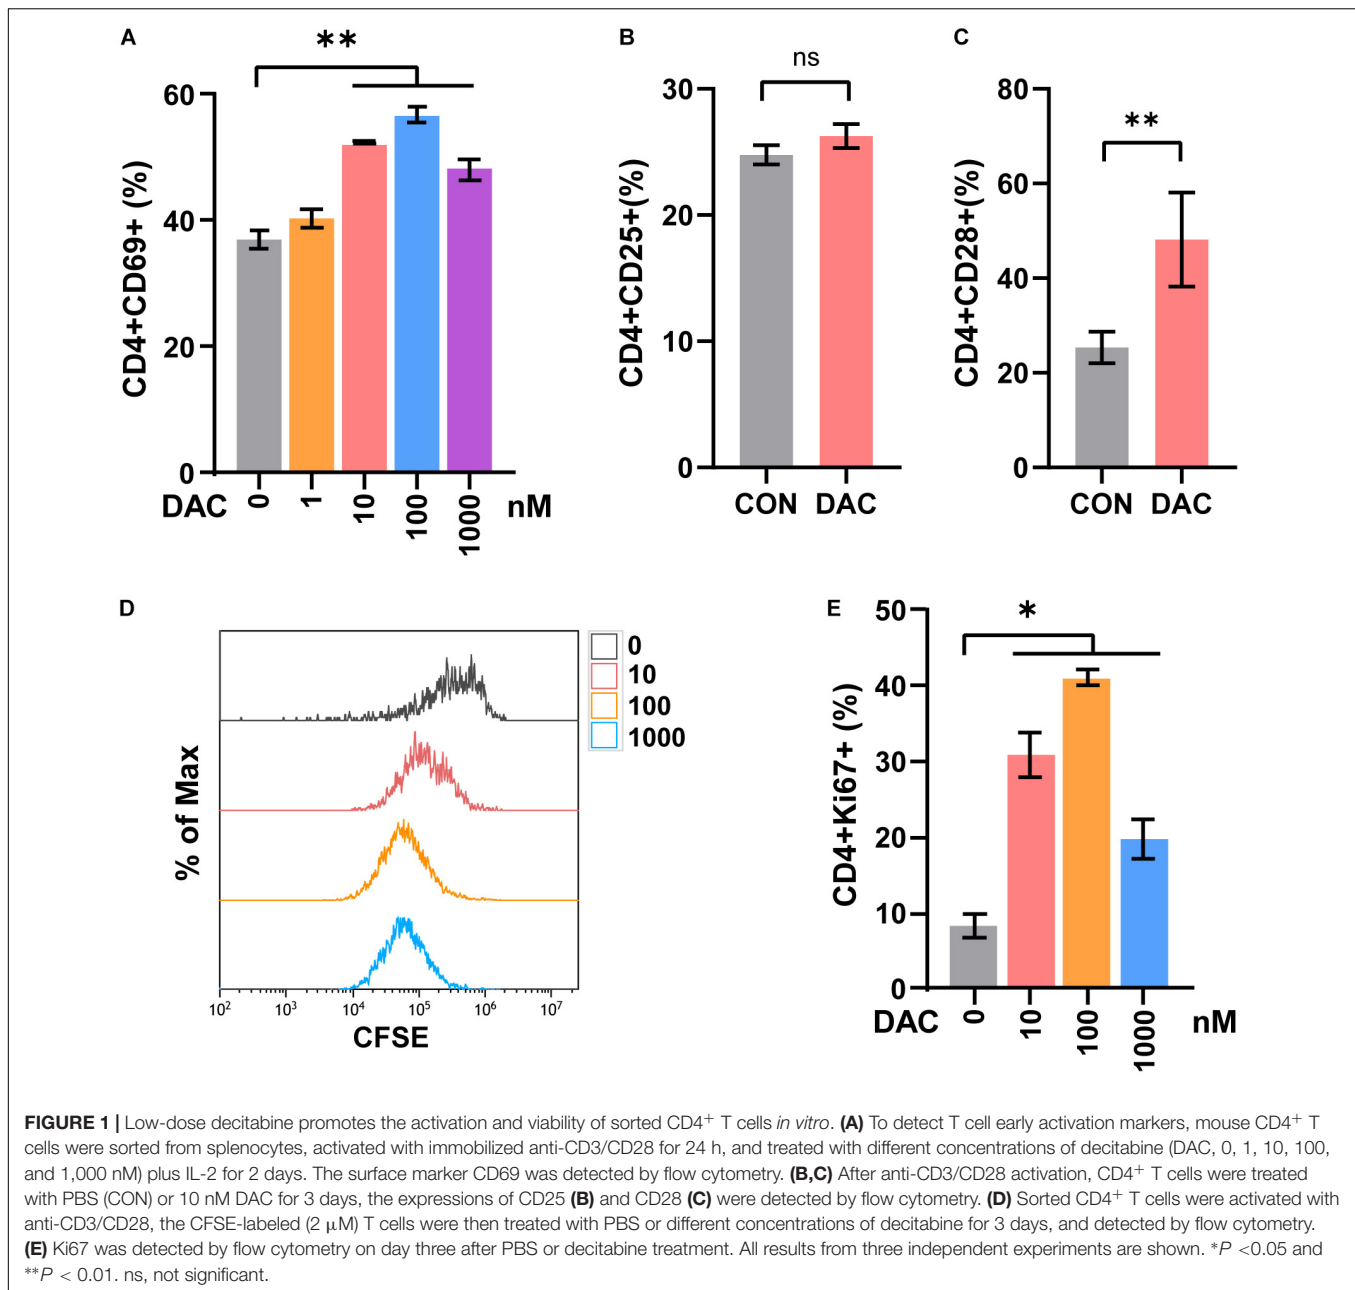 A
**
CD4+CD69+ (%)
60
40
20
0
DAC 0 1 10 100 1000 nM
B
ns
CD4+CD25+(%)
30
20
10
0
CON DAC
C
**
CD4+CD28+(%)
80
60
40
20
0
CON DAC
D
% of Max
0
10
100
1000
10² 10³ 10⁴ 10⁵ 10⁶ 10⁷
CFSE
E
*
CD4+Ki67+ (%)
50
40
30
20
10
0
DAC 0 10 100 1000 nM
FIGURE 1 | Low-dose decitabine promotes the activation and viability of sorted CD4⁺ T cells in vitro. (A) To detect T cell early activation markers, mouse CD4⁺ T
cells were sorted from splenocytes, activated with immobilized anti-CD3/CD28 for 24 h, and treated with different concentrations of decitabine (DAC, 0, 1, 10, 100,
and 1,000 nM) plus IL-2 for 2 days. The surface marker CD69 was detected by flow cytometry. (B,C) After anti-CD3/CD28 activation, CD4⁺ T cells were treated
with PBS (CON) or 10 nM DAC for 3 days, the expressions of CD25 (B) and CD28 (C) were detected by flow cytometry. (D) Sorted CD4⁺ T cells were activated with
anti-CD3/CD28, the CFSE-labeled (2 μM) T cells were then treated with PBS or different concentrations of decitabine for 3 days, and detected by flow cytometry.
(E) Ki67 was detected by flow cytometry on day three after PBS or decitabine treatment. All results from three independent experiments are shown. *P <0.05 and
**P < 0.01. ns, not significant.